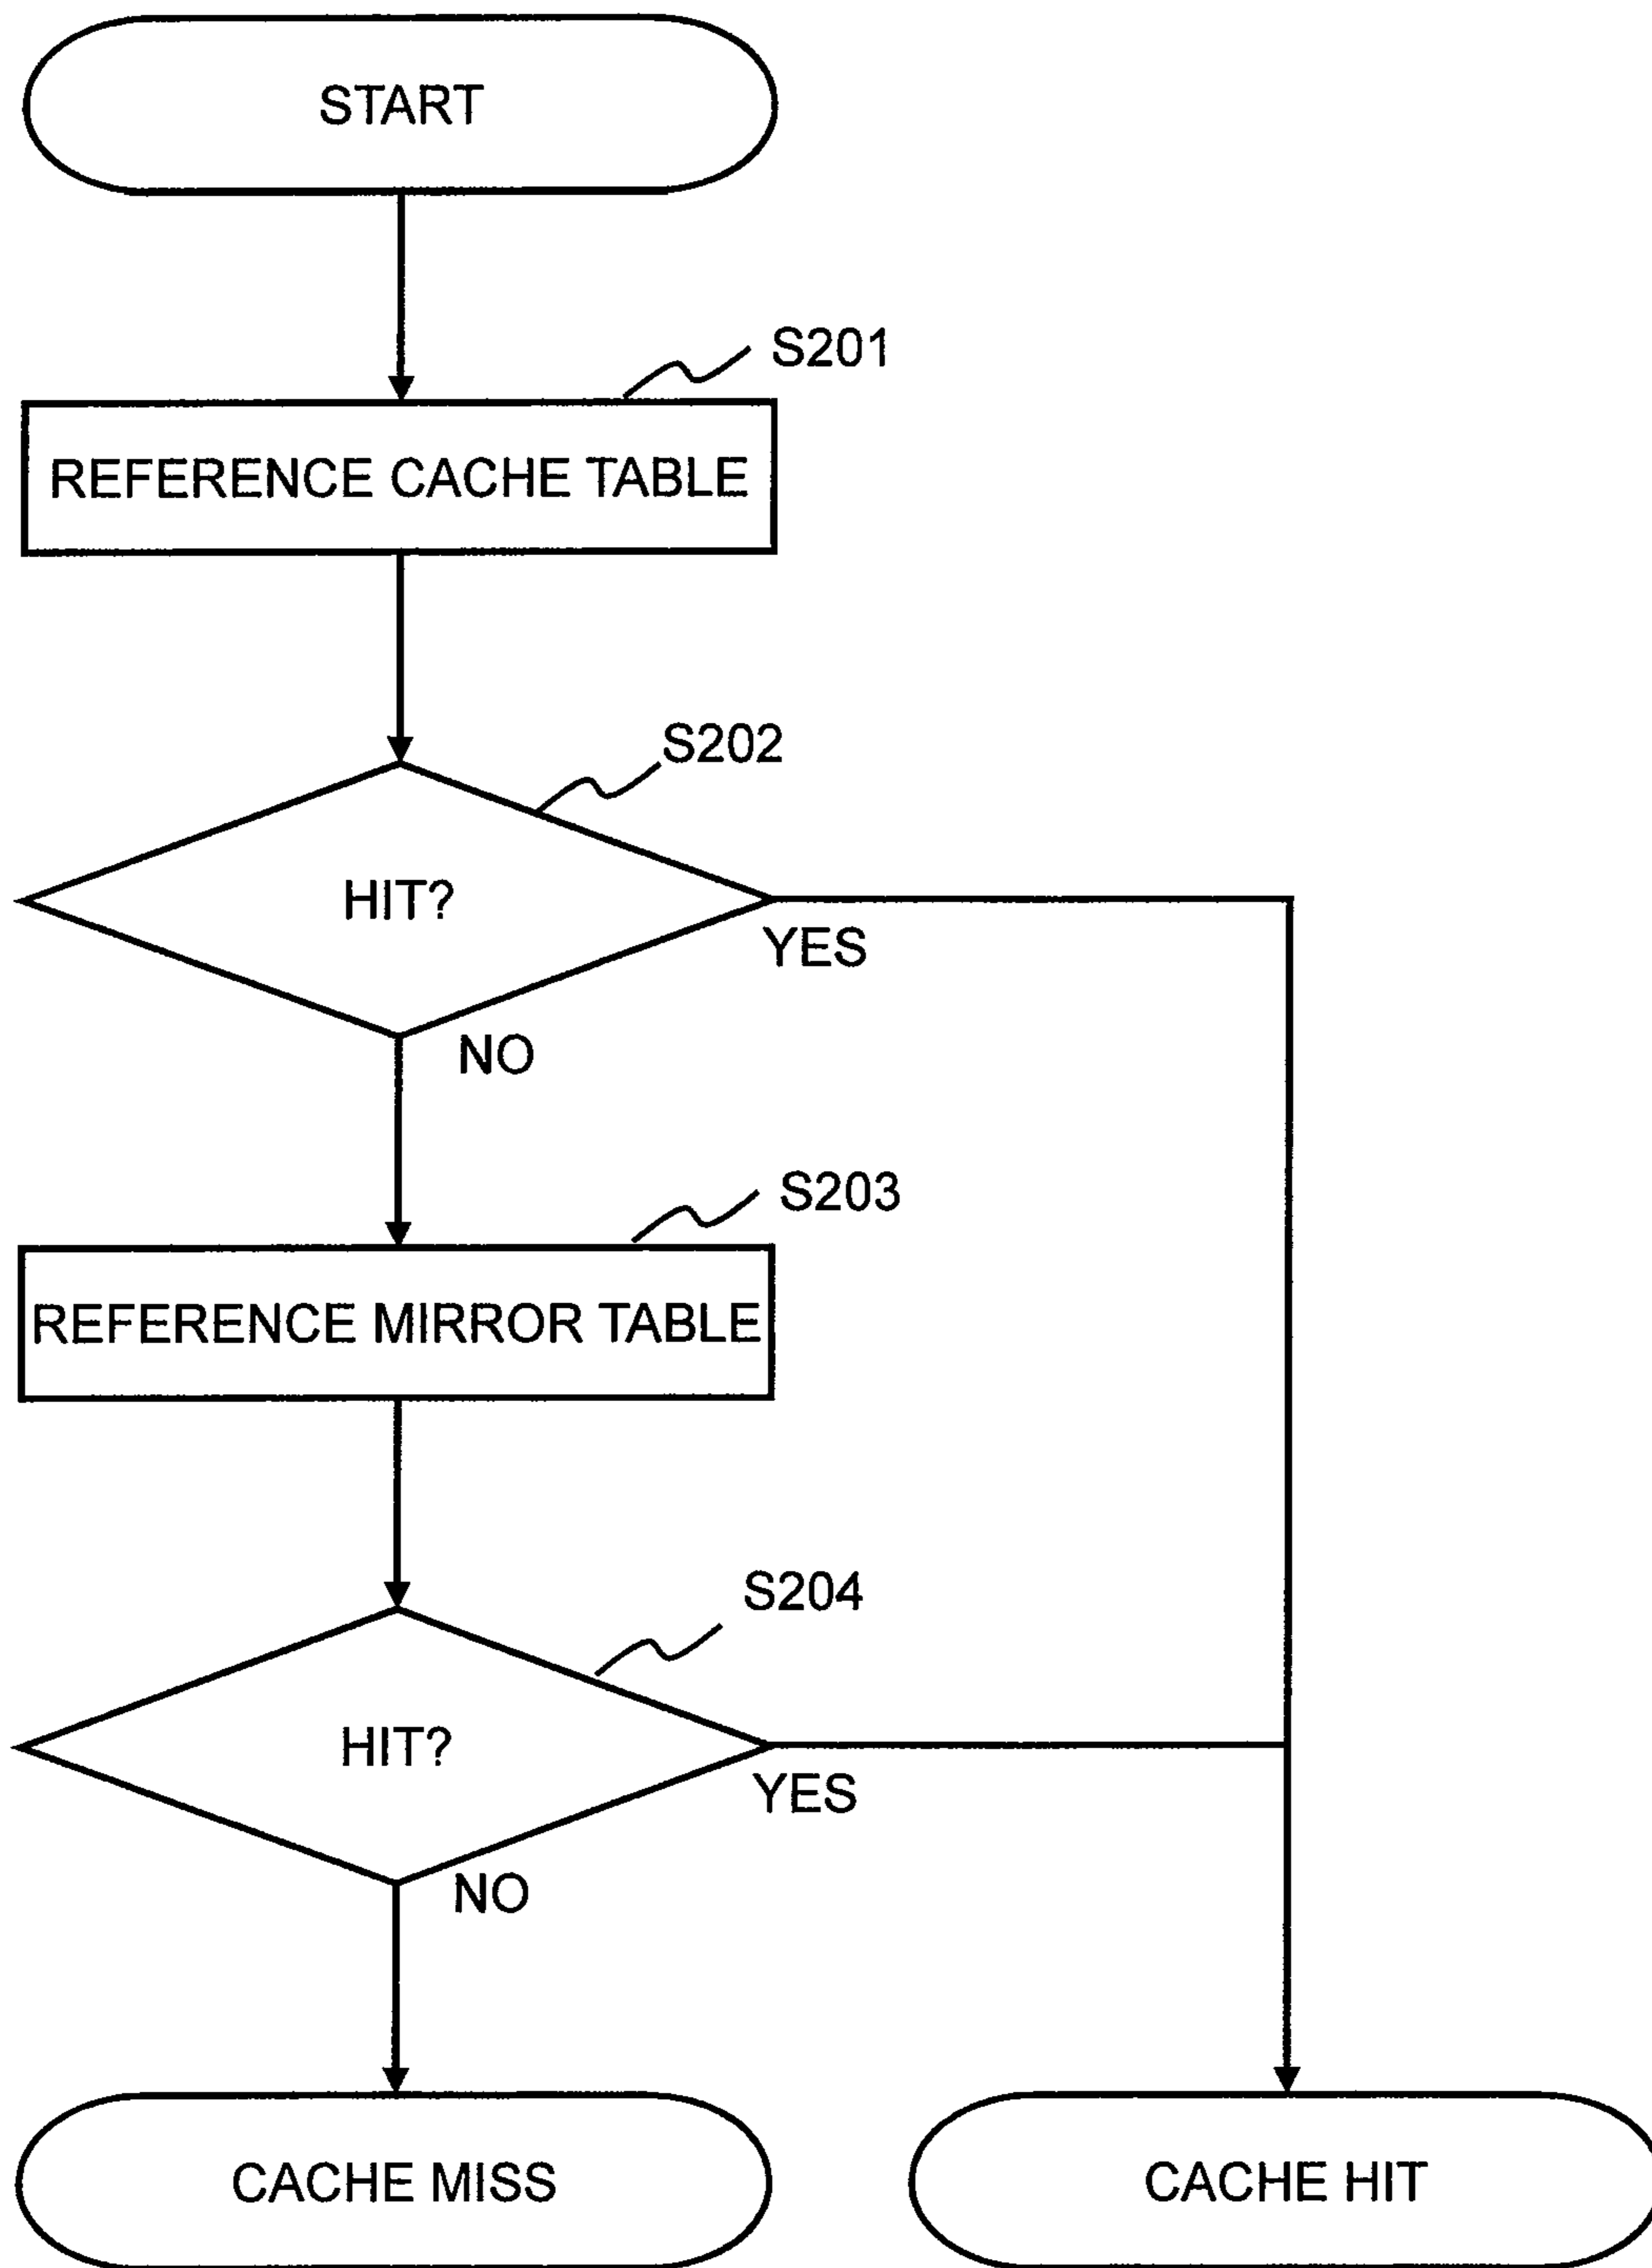 START
S201
REFERENCE CACHE TABLE
S202
HIT?
YES
NO
S203
REFERENCE MIRROR TABLE
S204
HIT?
YES
NO
CACHE MISS
CACHE HIT